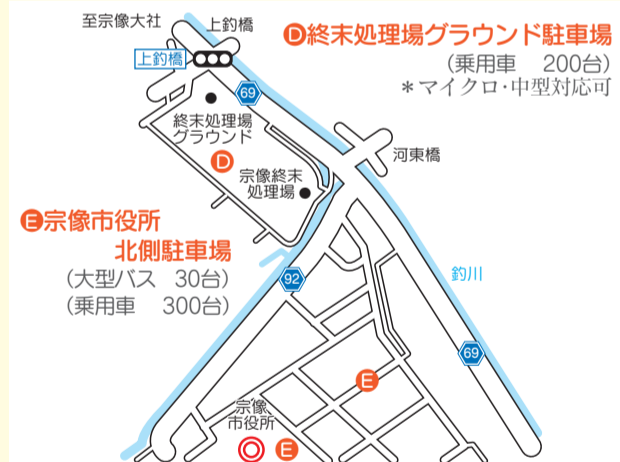 至宗像大社
上釣橋
上釣橋
D終末処理場グラウンド駐車場
(乗用車　200台)
＊マイクロ・中型対応可
69
終末処理場
グラウンド
D
河東橋
宗像終末
処理場
E宗像市役所
北側駐車場
(大型バス　30台)
(乗用車　300台)
92
釣川
69
E
宗像
市役所
E